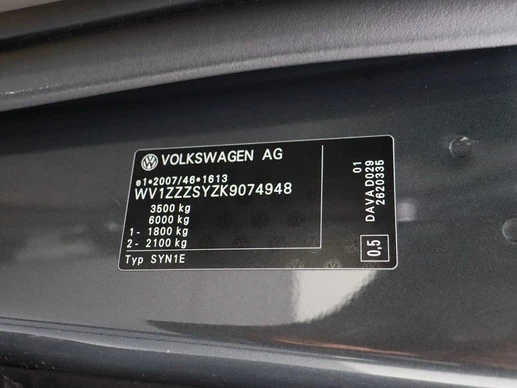 VOLKSWAGEN AG
e1*2007/46*1613
WV1ZZZSYZK9074948
3500 kg
6000 kg
1- 1800 kg
2- 2100 kg
Typ SYN1E
01
DAVA.D029
2620335
0,5